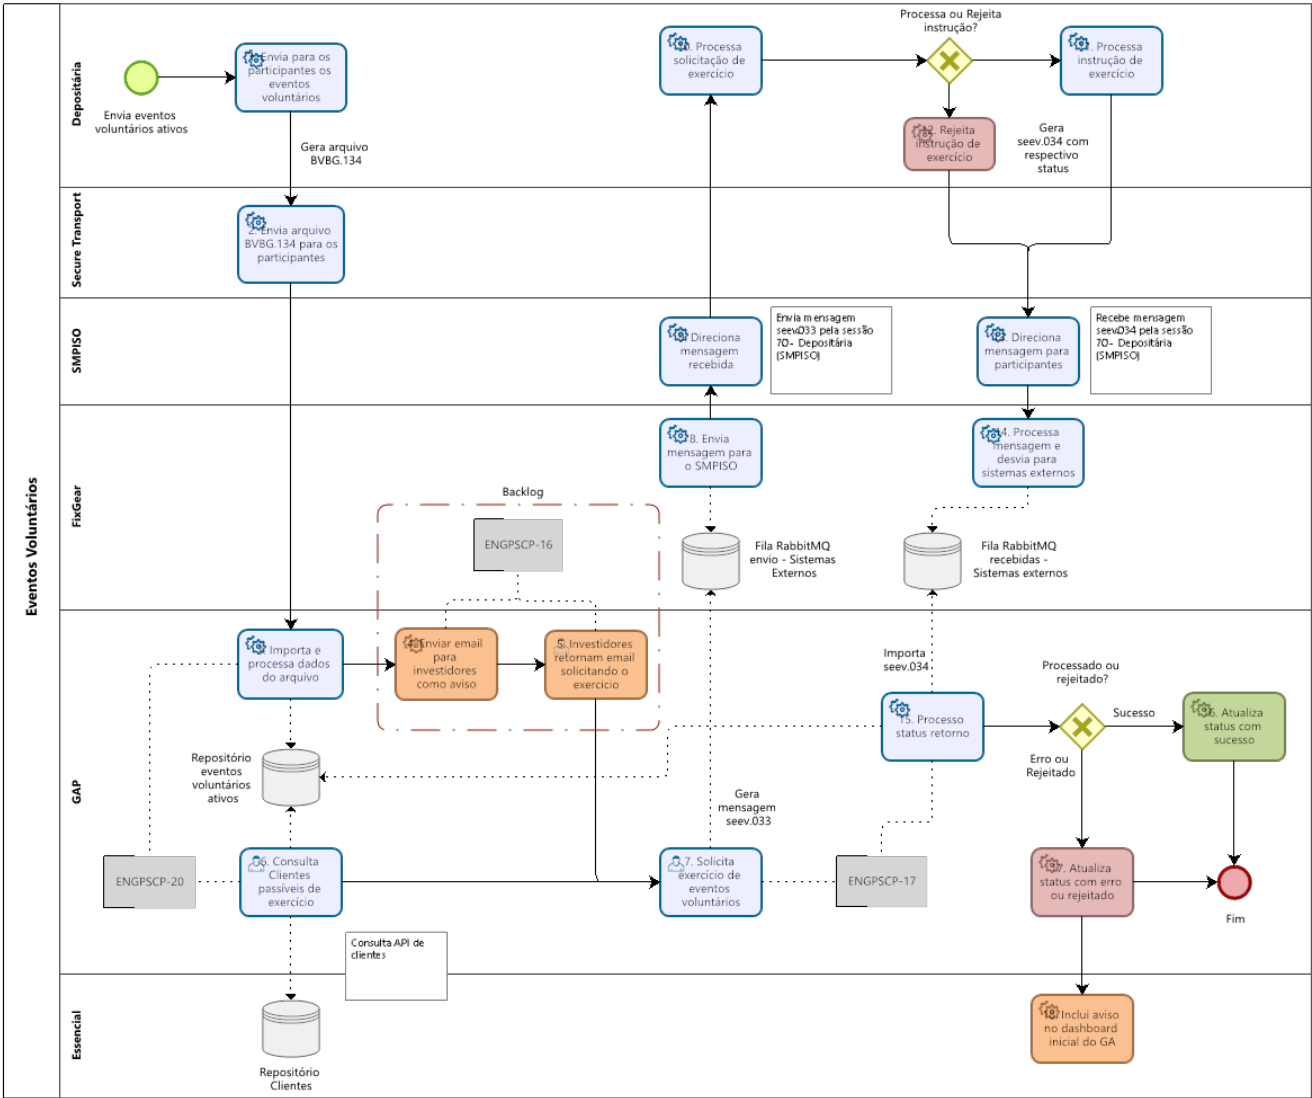 Eventos Voluntários
Depositária
Envia eventos
voluntários ativos
Envia para os
participantes os
eventos
voluntários
Gera arquivo
BVBG.134
Processa
solicitação de
exercício
Processa ou Rejeita
instrução?
Processa
instrução de
exercício
Rejeita
instrução de
exercício
Gera
seev.034 com
respectivo
status
Secure Transport
2. Envia arquivo
BVBG.134 para os
participantes
SMPISO
Direciona
mensagem
recebida
Envia mensagem
seev.033 pela sessão
70- Depositária
(SMPISO)
Direciona
mensagem para
participantes
Recebe mensagem
seev.034 pela sessão
70- Depositária
(SMPISO)
FixGear
8. Envia
mensagem para
o SMPISO
14. Processa
mensagem e
desvia para
sistemas externos
Backlog
ENGPSCP-16
Fila RabbitMQ
envio - Sistemas
Externos
Fila RabbitMQ
recebidas -
Sistemas externos
GAP
Importa e
processa dados
do arquivo
Enviar email
para
investidores
como aviso
5. Investidores
retornam email
solicitando o
exercicio
Importa
seev.034
Processado ou
rejeitado?
15. Processo
status retorno
Sucesso
Atualiza
status com
sucesso
Erro ou
Rejeitado
Repositório
eventos
voluntários
ativos
Gera
mensagem
seev.033
ENGPSCP-20
6. Consulta
Clientes
passíveis de
exercício
7. Solicita
exercício de
eventos
voluntários
ENGPSCP-17
Atualiza
status com erro
ou rejeitado
Fim
Consulta API de
clientes
Essencial
Repositório
Clientes
Inclui aviso
no dashboard
inicial do GA